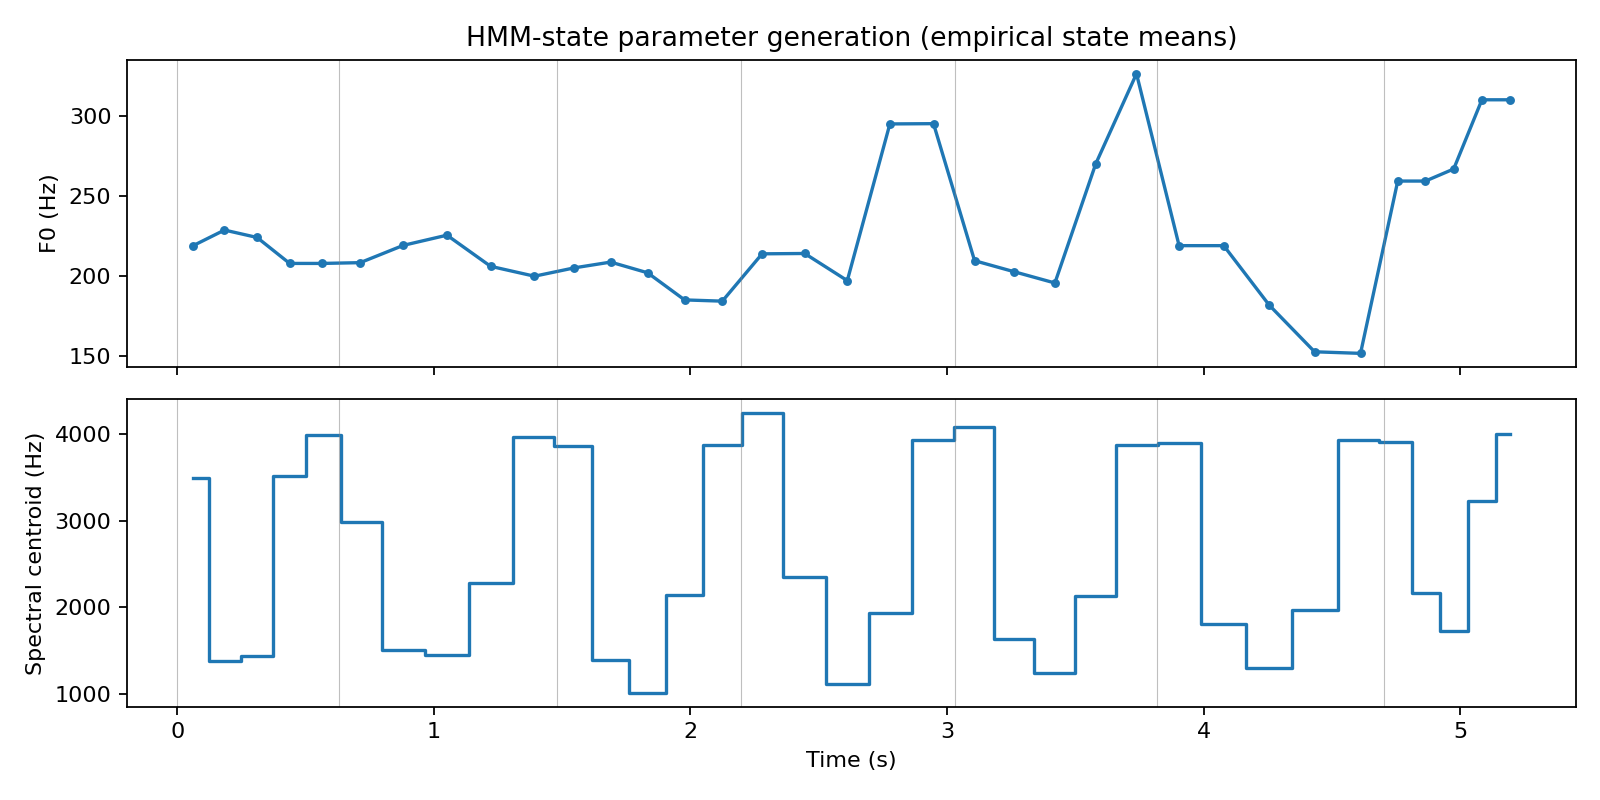 HMM-state parameter generation (empirical state means)
F0 (Hz)
300
250
200
150
Spectral centroid (Hz)
4000
3000
2000
1000
0 1 2 3 4 5
Time (s)